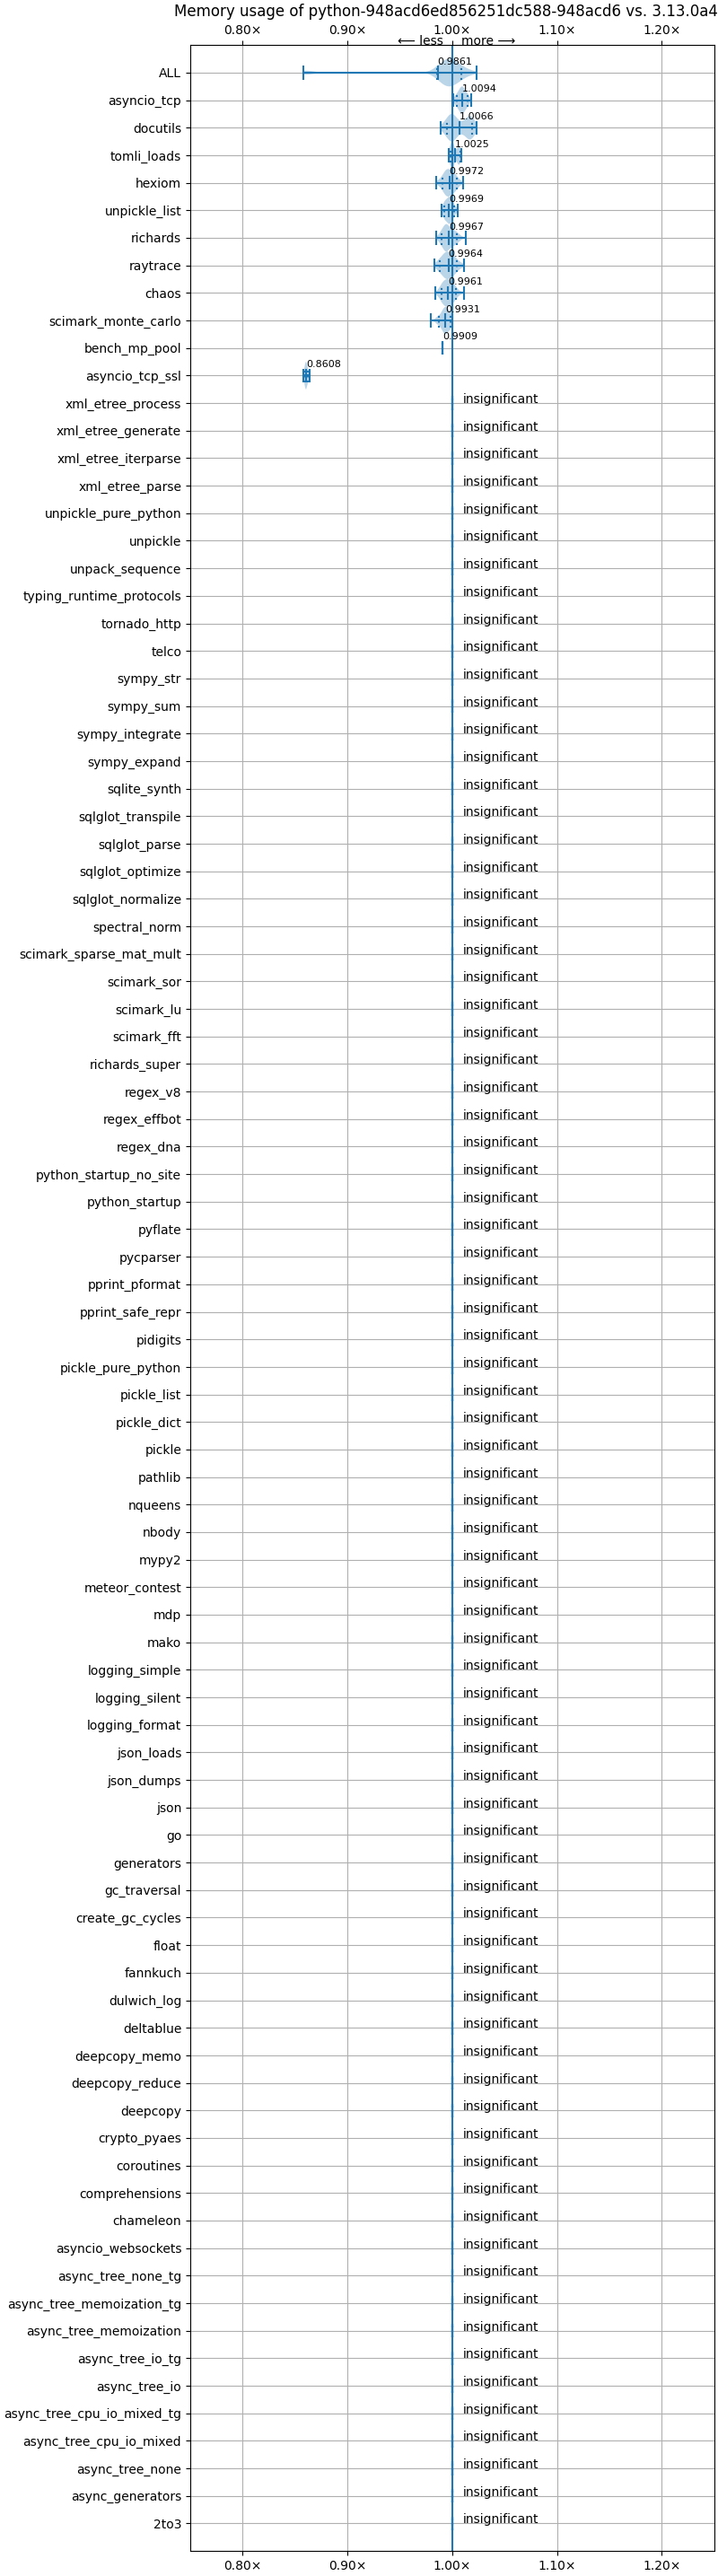 Memory usage of python-948acd6ed856251dc588-948acd6 vs. 3.13.0a4
0.80× 0.90× 1.00× 1.10× 1.20×
⟵ less more ⟶
ALL 0.9861
asyncio_tcp 1.0094
docutils 1.0066
tomli_loads 1.0025
hexiom 0.9972
unpickle_list 0.9969
richards 0.9967
raytrace 0.9964
chaos 0.9961
scimark_monte_carlo 0.9931
bench_mp_pool 0.9909
asyncio_tcp_ssl 0.8608
xml_etree_process insignificant
xml_etree_generate insignificant
xml_etree_iterparse insignificant
xml_etree_parse insignificant
unpickle_pure_python insignificant
unpickle insignificant
unpack_sequence insignificant
typing_runtime_protocols insignificant
tornado_http insignificant
telco insignificant
sympy_str insignificant
sympy_sum insignificant
sympy_integrate insignificant
sympy_expand insignificant
sqlite_synth insignificant
sqlglot_transpile insignificant
sqlglot_parse insignificant
sqlglot_optimize insignificant
sqlglot_normalize insignificant
spectral_norm insignificant
scimark_sparse_mat_mult insignificant
scimark_sor insignificant
scimark_lu insignificant
scimark_fft insignificant
richards_super insignificant
regex_v8 insignificant
regex_effbot insignificant
regex_dna insignificant
python_startup_no_site insignificant
python_startup insignificant
pyflate insignificant
pycparser insignificant
pprint_pformat insignificant
pprint_safe_repr insignificant
pidigits insignificant
pickle_pure_python insignificant
pickle_list insignificant
pickle_dict insignificant
pickle insignificant
pathlib insignificant
nqueens insignificant
nbody insignificant
mypy2 insignificant
meteor_contest insignificant
mdp insignificant
mako insignificant
logging_simple insignificant
logging_silent insignificant
logging_format insignificant
json_loads insignificant
json_dumps insignificant
json insignificant
go insignificant
generators insignificant
gc_traversal insignificant
create_gc_cycles insignificant
float insignificant
fannkuch insignificant
dulwich_log insignificant
deltablue insignificant
deepcopy_memo insignificant
deepcopy_reduce insignificant
deepcopy insignificant
crypto_pyaes insignificant
coroutines insignificant
comprehensions insignificant
chameleon insignificant
asyncio_websockets insignificant
async_tree_none_tg insignificant
async_tree_memoization_tg insignificant
async_tree_memoization insignificant
async_tree_io_tg insignificant
async_tree_io insignificant
async_tree_cpu_io_mixed_tg insignificant
async_tree_cpu_io_mixed insignificant
async_tree_none insignificant
async_generators insignificant
2to3 insignificant
0.80× 0.90× 1.00× 1.10× 1.20×